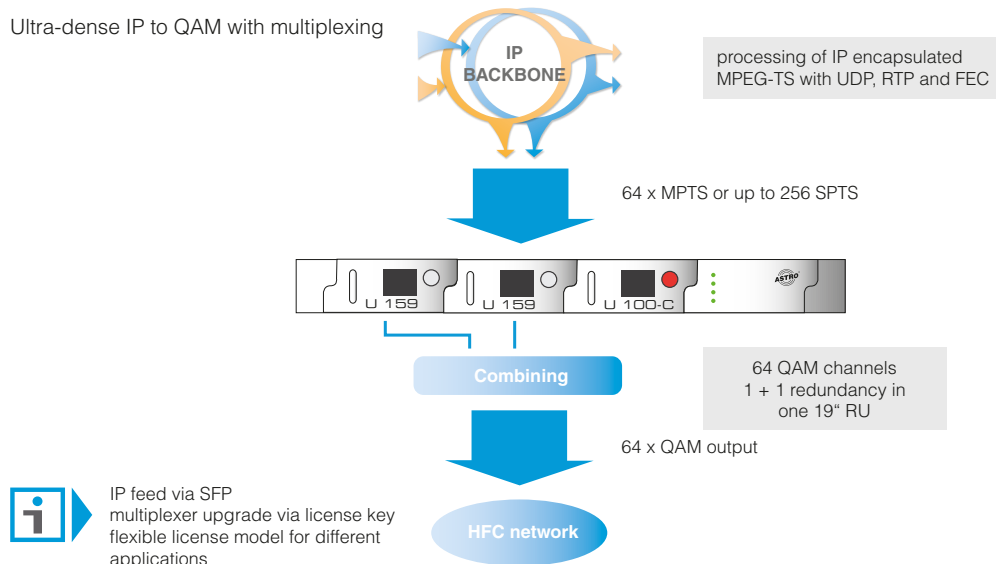 Ultra-dense IP to QAM with multiplexing
IP
BACKBONE
processing of IP encapsulated
MPEG-TS with UDP, RTP and FEC
64 x MPTS or up to 256 SPTS
U 159
U 159
U 100-C
ASTRO
Combining
64 QAM channels
1 + 1 redundancy in
one 19“ RU
64 x QAM output
IP feed via SFP
multiplexer upgrade via license key
flexible license model for different
applications
HFC network